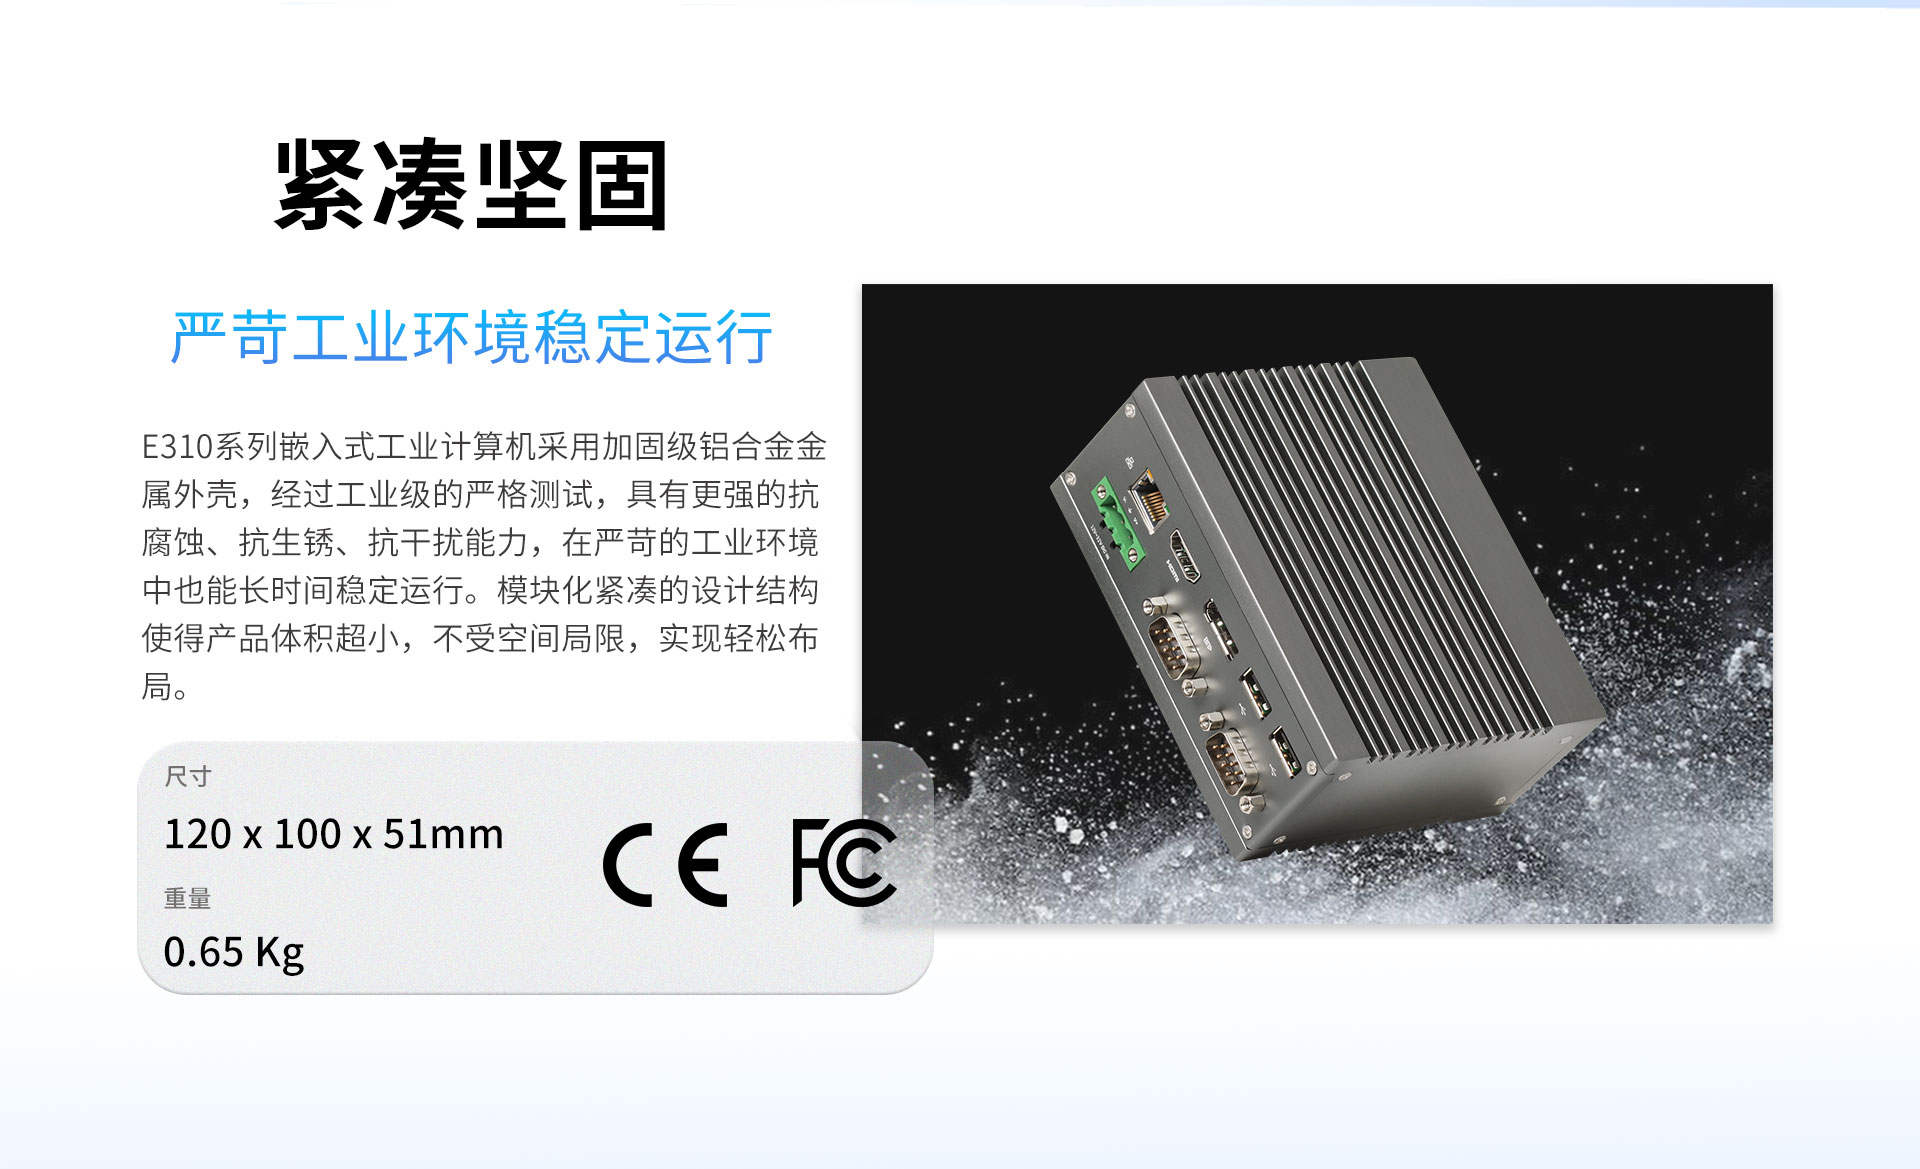 紧凑坚固
严苛工业环境稳定运行
E310系列嵌入式工业计算机采用加固级铝合金金
属外壳，经过工业级的严格测试，具有更强的抗
腐蚀、抗生锈、抗干扰能力，在严苛的工业环境
中也能长时间稳定运行。模块化紧凑的设计结构
使得产品体积超小，不受空间局限，实现轻松布
局。
尺寸
120 x 100 x 51mm
重量
0.65 Kg
CE FC
HDMI